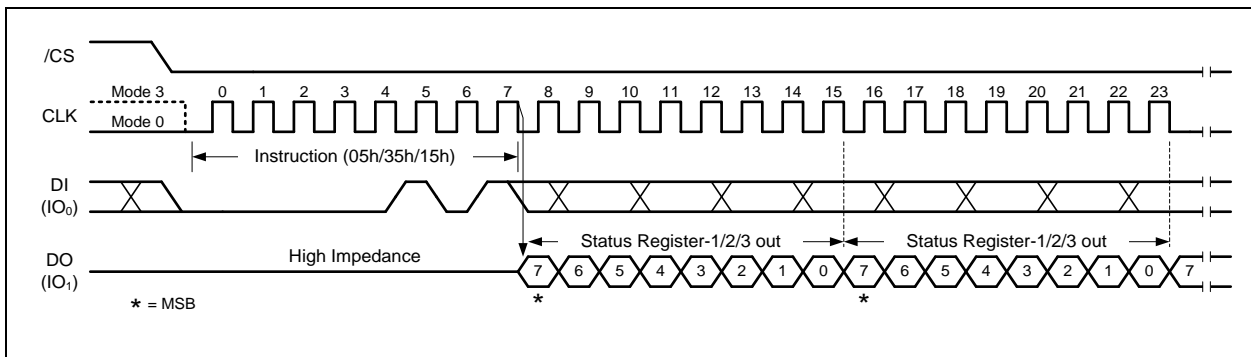 /CS
Mode 3
0 1 2 3 4 5 6 7 8 9 10 11 12 13 14 15 16 17 18 19 20 21 22 23
CLK
Mode 0
Instruction (05h/35h/15h)
DI
(IO₀)
Status Register-1/2/3 out Status Register-1/2/3 out
High Impedance
DO
(IO₁)
7 6 5 4 3 2 1 0 7 6 5 4 3 2 1 0 7
* *
* = MSB